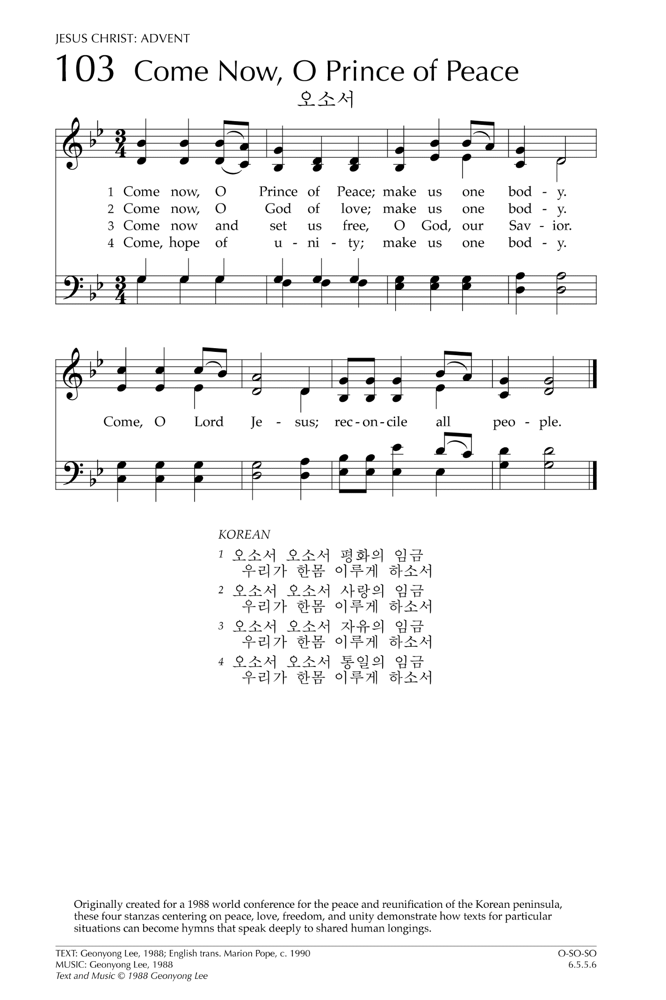 JESUS CHRIST: ADVENT
103 Come Now, O Prince of Peace
오소서
1 Come now, O Prince of Peace; make us one bod - y.
2 Come now, O God of love; make us one bod - y.
3 Come now and set us free, O God, our Sav - ior.
4 Come, hope of u - ni - ty; make us one bod - y.
Come, O Lord Je - sus; rec - on - cile all peo - ple.
KOREAN
1 오소서 오소서 평화의 임금
우리가 한몸 이루게 하소서
2 오소서 오소서 사랑의 임금
우리가 한몸 이루게 하소서
3 오소서 오소서 자유의 임금
우리가 한몸 이루게 하소서
4 오소서 오소서 통일의 임금
우리가 한몸 이루게 하소서
Originally created for a 1988 world conference for the peace and reunification of the Korean peninsula,
these four stanzas centering on peace, love, freedom, and unity demonstrate how texts for particular
situations can become hymns that speak deeply to shared human longings.
TEXT: Geonyong Lee, 1988; English trans. Marion Pope, c. 1990 O-SO-SO
MUSIC: Geonyong Lee, 1988 6.5.5.6
Text and Music © 1988 Geonyong Lee